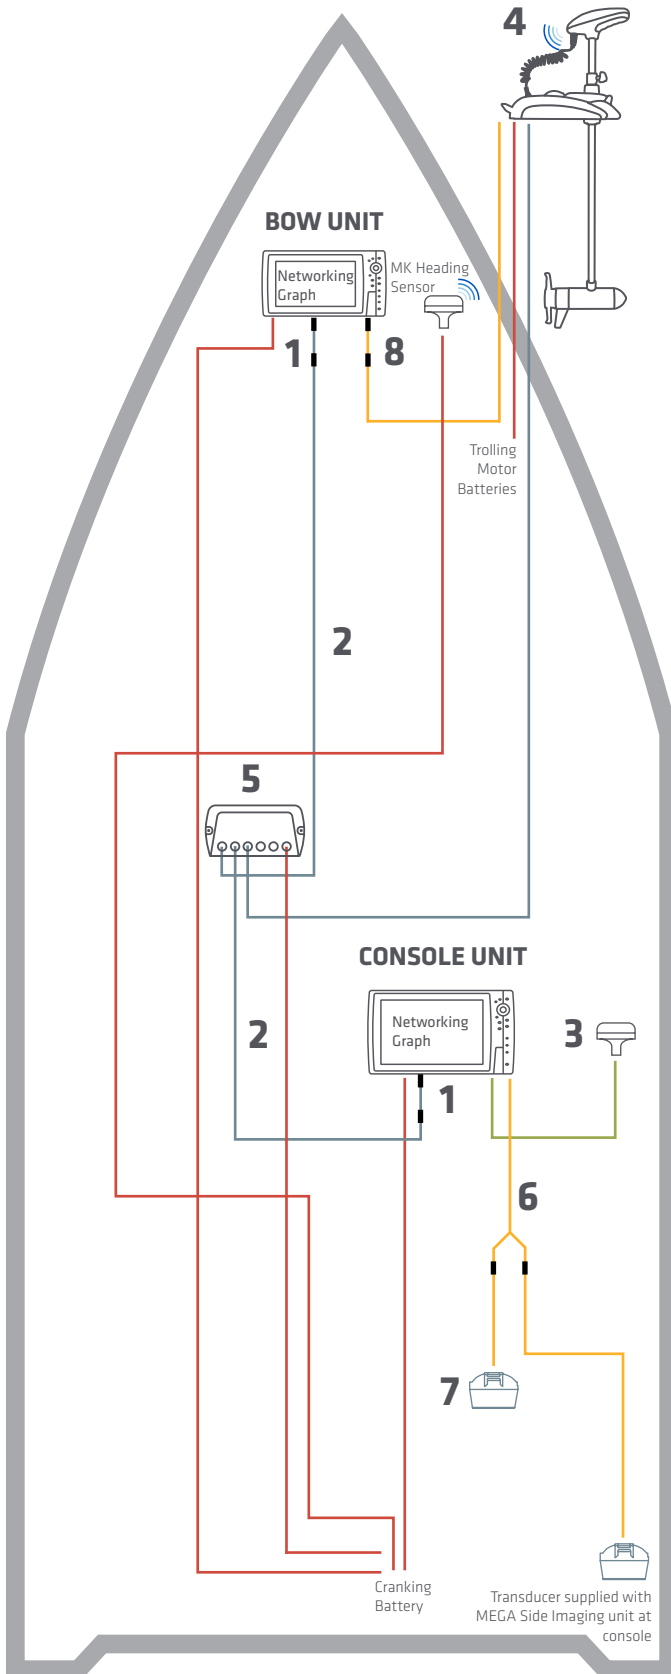 4
BOW UNIT
Networking
Graph
MK Heading
Sensor
1
8
Trolling
Motor
Batteries
2
5
CONSOLE UNIT
Networking
Graph
2
3
1
6
7
Cranking
Battery
Transducer supplied with
MEGA Side Imaging unit at
console